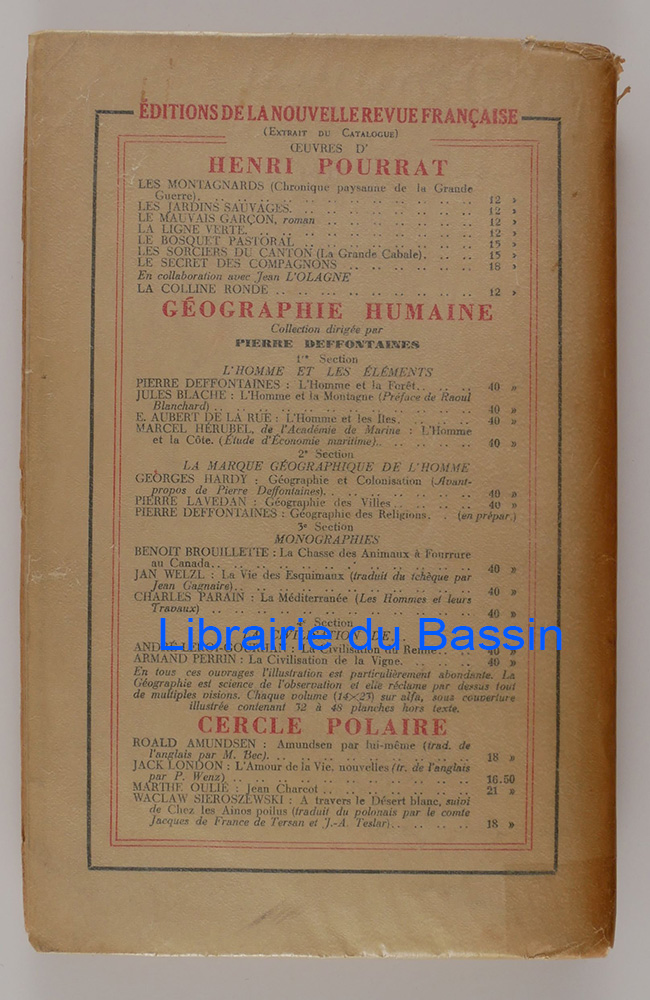 ÉDITIONS DE LA NOUVELLE REVUE FRANÇAISE
(EXTRAIT DU CATALOGUE)
ŒUVRES D'
HENRI POURRAT
LES MONTAGNARDS (Chronique paysanne de la Grande
Guerre). . . . . . . . . . . 12 »
LES JARDINS SAUVAGES. . . . . . . . 12 »
LE MAUVAIS GARÇON, roman . . . . . . 12 »
LA LIGNE VERTE. . . . . . . . . . 12 »
LE BOSQUET PASTORAL . . . . . . . 15 »
LES SORCIERS DU CANTON (La Grande Cabale). . . 15 »
LE SECRET DES COMPAGNONS . . . . . . 18 »
En collaboration avec Jean L'OLAGNE
LA COLLINE RONDE . . . . . . . . . 12 »
GÉOGRAPHIE HUMAINE
Collection dirigée par
PIERRE DEFFONTAINES
1re Section
L'HOMME ET LES ÉLÉMENTS
PIERRE DEFFONTAINES : L'Homme et la Forêt. . . . 40 »
JULES BLACHE : L'Homme et la Montagne (Préface de Raoul
Blanchard) . . . . . . . . . . . 40 »
E. AUBERT DE LA RUE : L'Homme et les Iles. . . . 40 »
MARCEL HÉRUBEL, de l'Académie de Marine : L'Homme
et la Côte. (Étude d'Économie maritime). . . . . 40 »
2e Section
LA MARQUE GÉOGRAPHIQUE DE L'HOMME
GEORGES HARDY : Géographie et Colonisation (Avant-
propos de Pierre Deffontaines). . . . . . . 40 »
PIERRE LAVEDAN : Géographie des Villes. . . . . 40 »
PIERRE DEFFONTAINES : Géographie des Religions. . (en prépar.)
3e Section
MONOGRAPHIES
BENOIT BROUILLETTE : La Chasse des Animaux à Fourrure
au Canada. . . . . . . . . . . . 40 »
JAN WELZL : La Vie des Esquimaux (traduit du tchèque par
Jean Gagnaire). . . . . . . . . . 40 »
CHARLES PARAIN : La Méditerranée (Les Hommes et leurs
Travaux) . . . . . . . . . . . 40 »
4e Section
LA CIVILISATION DE . .
Librairie du Bassin
ANDRÉ LEROI-GOURHAN : La Civilisation du Renne. . 40 »
ARMAND PERRIN : La Civilisation de la Vigne. . . . 40 »
En tous ces ouvrages l'illustration est particulièrement abondante. La
Géographie est science de l'observation et elle réclame par dessus tout
de multiples visions. Chaque volume (14×23) sur alfa, sous couverture
illustrée contenant 32 à 48 planches hors texte.
CERCLE POLAIRE
ROALD AMUNDSEN : Amundsen par lui-même (trad. de
l'anglais par M. Bec). . . . . . . . . 18 »
JACK LONDON : L'Amour de la Vie, nouvelles (tr. de l'anglais
par P. Wenz) . . . . . . . . . . 16.50
MARTHE OULIÉ : Jean Charcot . . . . . . . 21 »
WACLAW SIEROSZEWSKI : A travers le Désert blanc, suivi
de Chez les Aïnos poilus (traduit du polonais par le comte
Jacques de France de Tersan et J.-A. Teslar). . . . 18 »